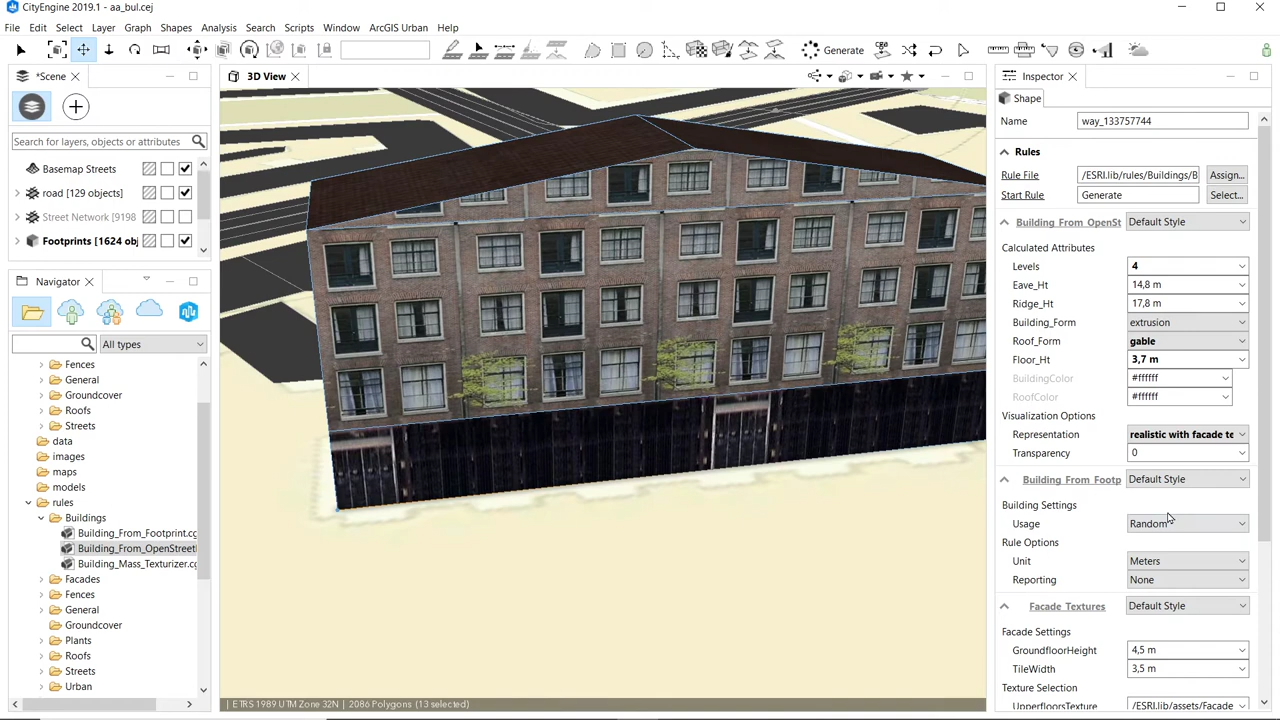 CityEngine 2019.1 - aa_bul.cej
File Edit Select Layer Graph Shapes Analysis Search Scripts Window ArcGIS Urban Help
Generate
*Scene
Search for layers, objects or attributes
Basemap Streets
road [129 objects]
Street Network [9198
Footprints [1624 obj
Navigator
All types
Fences
General
Groundcover
Roofs
Streets
data
images
maps
models
rules
Buildings
Building_From_Footprint.cg
Building_From_OpenStreet
Building_Mass_Texturizer.c
Facades
Fences
General
Groundcover
Plants
Roofs
Streets
Urban
3D View
ETRS 1989 UTM Zone 32N | 2086 Polygons (13 selected)
Inspector
Shape
Name way_133757744
Rules
Rule File /ESRI.lib/rules/Buildings/B Assign...
Start Rule Generate Select...
Building From OpenSt Default Style
Calculated Attributes
Levels 4
Eave_Ht 14,8 m
Ridge_Ht 17,8 m
Building_Form extrusion
Roof_Form gable
Floor_Ht 3,7 m
BuildingColor #ffffff
RoofColor #ffffff
Visualization Options
Representation realistic with facade te
Transparency 0
Building From Footp Default Style
Building Settings
Usage Random
Rule Options
Unit Meters
Reporting None
Facade Textures Default Style
Facade Settings
GroundfloorHeight 4,5 m
TileWidth 3,5 m
Texture Selection
UpperfloorsTexture /ESRI.lib/assets/Facade